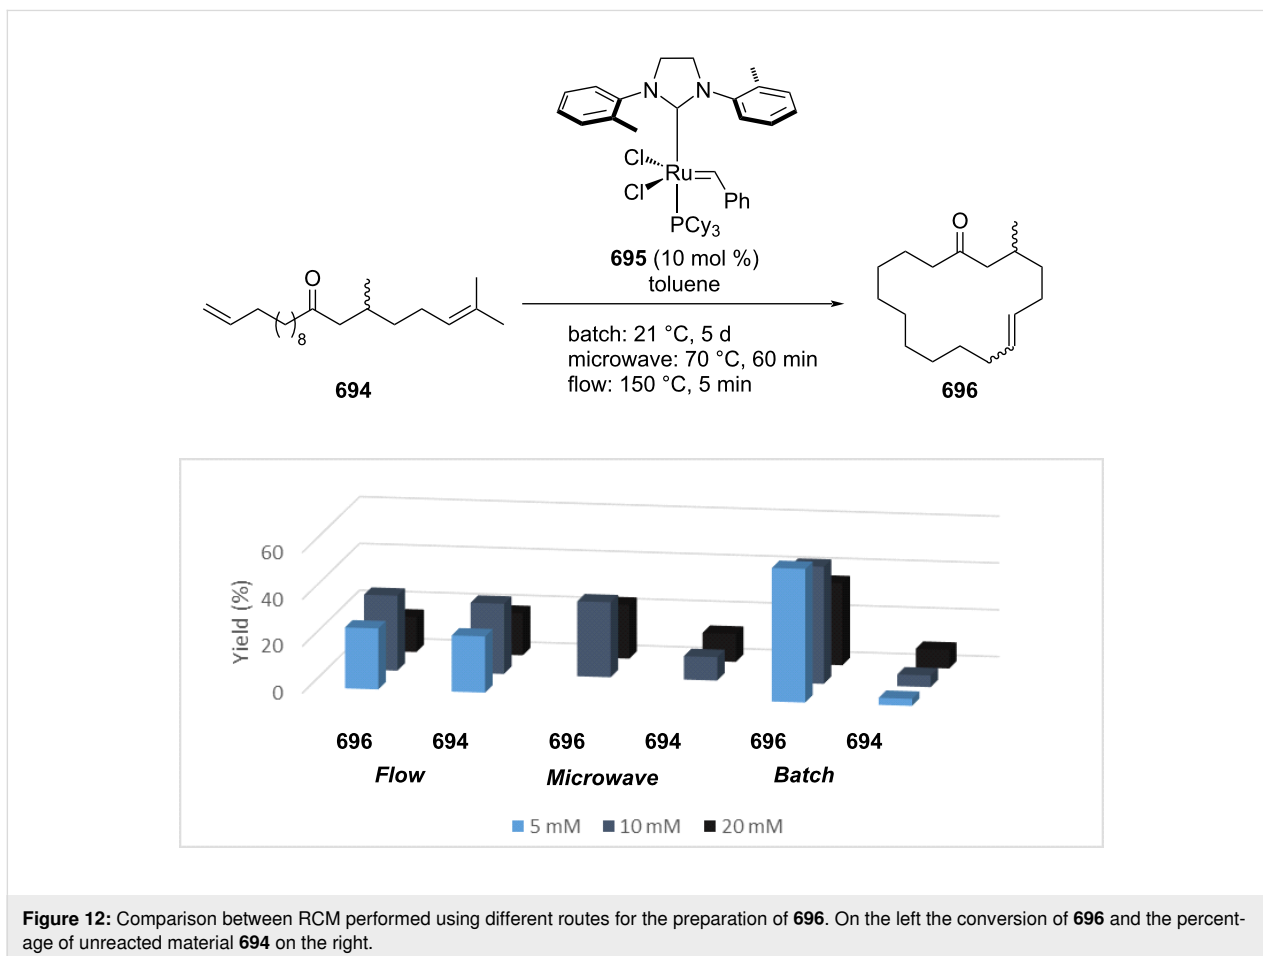 N N
Cl
Ru
Cl
Ph
PCy3
695 (10 mol %)
toluene
O
8
694
batch: 21 °C, 5 d
microwave: 70 °C, 60 min
flow: 150 °C, 5 min
O
696
Yield (%)
60
40
20
0
696 694 696 694 696 694
Flow Microwave Batch
5 mM 10 mM 20 mM
Figure 12: Comparison between RCM performed using different routes for the preparation of 696. On the left the conversion of 696 and the percent-
age of unreacted material 694 on the right.